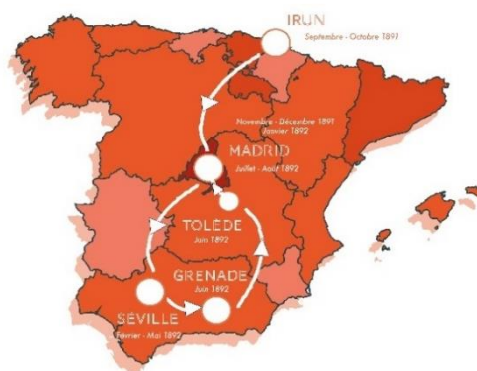 IRUN
Septembre - Octobre 1891
Novembre - Décembre 1891
Janvier 1892
MADRID
Juillet - Août 1892
TOLÈDE
Juin 1892
GRENADE
Juin 1892
SÉVILLE
Février - Mai 1892